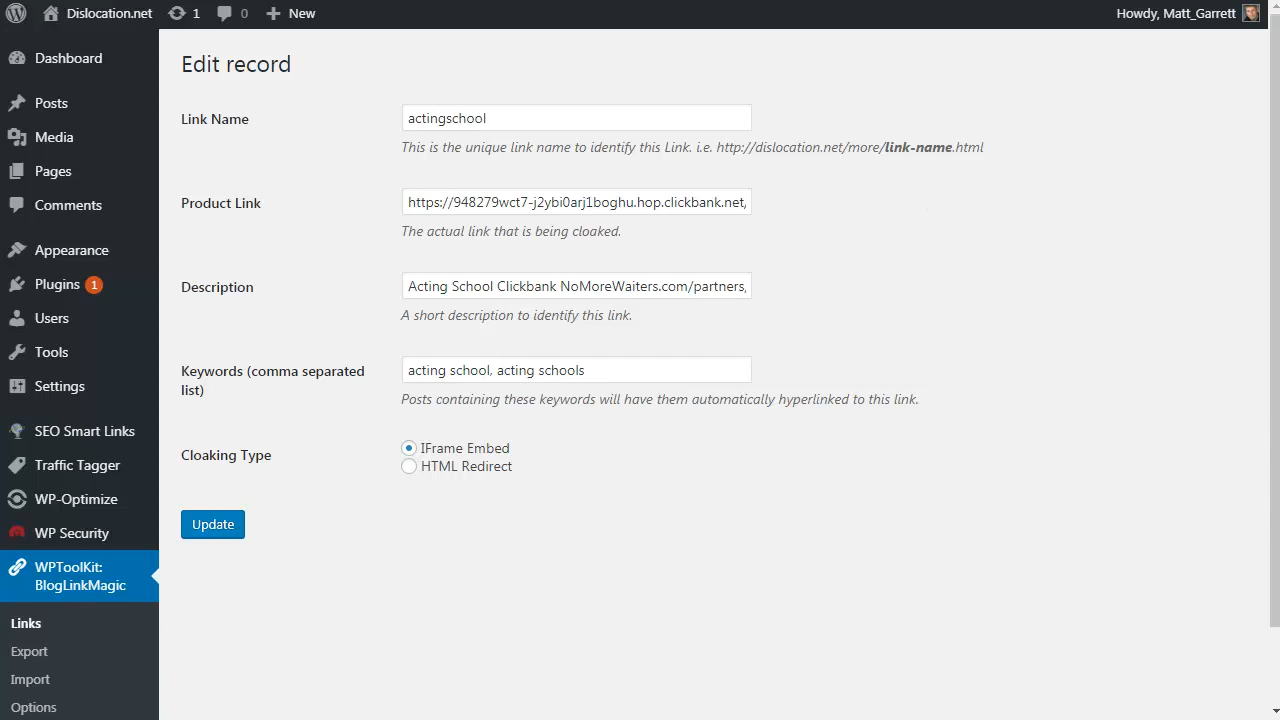 Dislocation.net 1 0 New Howdy, Matt_Garrett
Dashboard
Posts
Media
Pages
Comments
Appearance
Plugins 1
Users
Tools
Settings
SEO Smart Links
Traffic Tagger
WP-Optimize
WP Security
WPToolKit:
BlogLinkMagic
Links
Export
Import
Options
Edit record
Link Name actingschool
This is the unique link name to identify this Link. i.e. http://dislocation.net/more/link-name.html
Product Link https://948279wct7-j2ybi0arj1boghu.hop.clickbank.net,
The actual link that is being cloaked.
Description Acting School Clickbank NoMoreWaiters.com/partners,
A short description to identify this link.
Keywords (comma separated
list)
acting school, acting schools
Posts containing these keywords will have them automatically hyperlinked to this link.
Cloaking Type IFrame Embed
HTML Redirect
Update